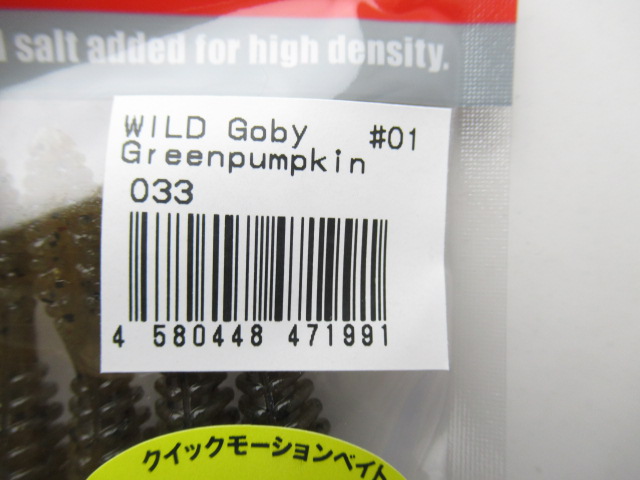 salt added for high density.
WILD Goby #01
Greenpumpkin
033
4 580448 471991
クイックモーションベイト